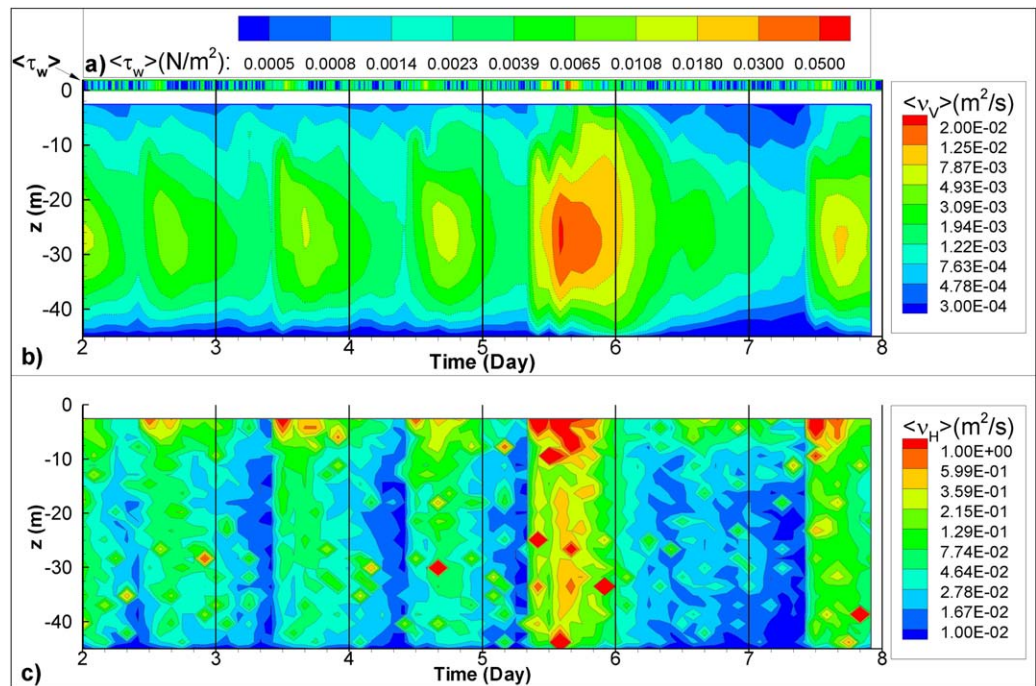 <τw>
a) <τw>(N/m²): 0.0005 0.0008 0.0014 0.0023 0.0039 0.0065 0.0108 0.0180 0.0300 0.0500
0
-10
-20
-30
-40
z (m)
2 3 4 5 6 7 8
Time (Day)
b)
<νV>(m²/s)
2.00E-02
1.25E-02
7.87E-03
4.93E-03
3.09E-03
1.94E-03
1.22E-03
7.63E-04
4.78E-04
3.00E-04
0
-10
-20
-30
-40
z (m)
2 3 4 5 6 7 8
Time (Day)
c)
<νH>(m²/s)
1.00E+00
5.99E-01
3.59E-01
2.15E-01
1.29E-01
7.74E-02
4.64E-02
2.78E-02
1.67E-02
1.00E-02